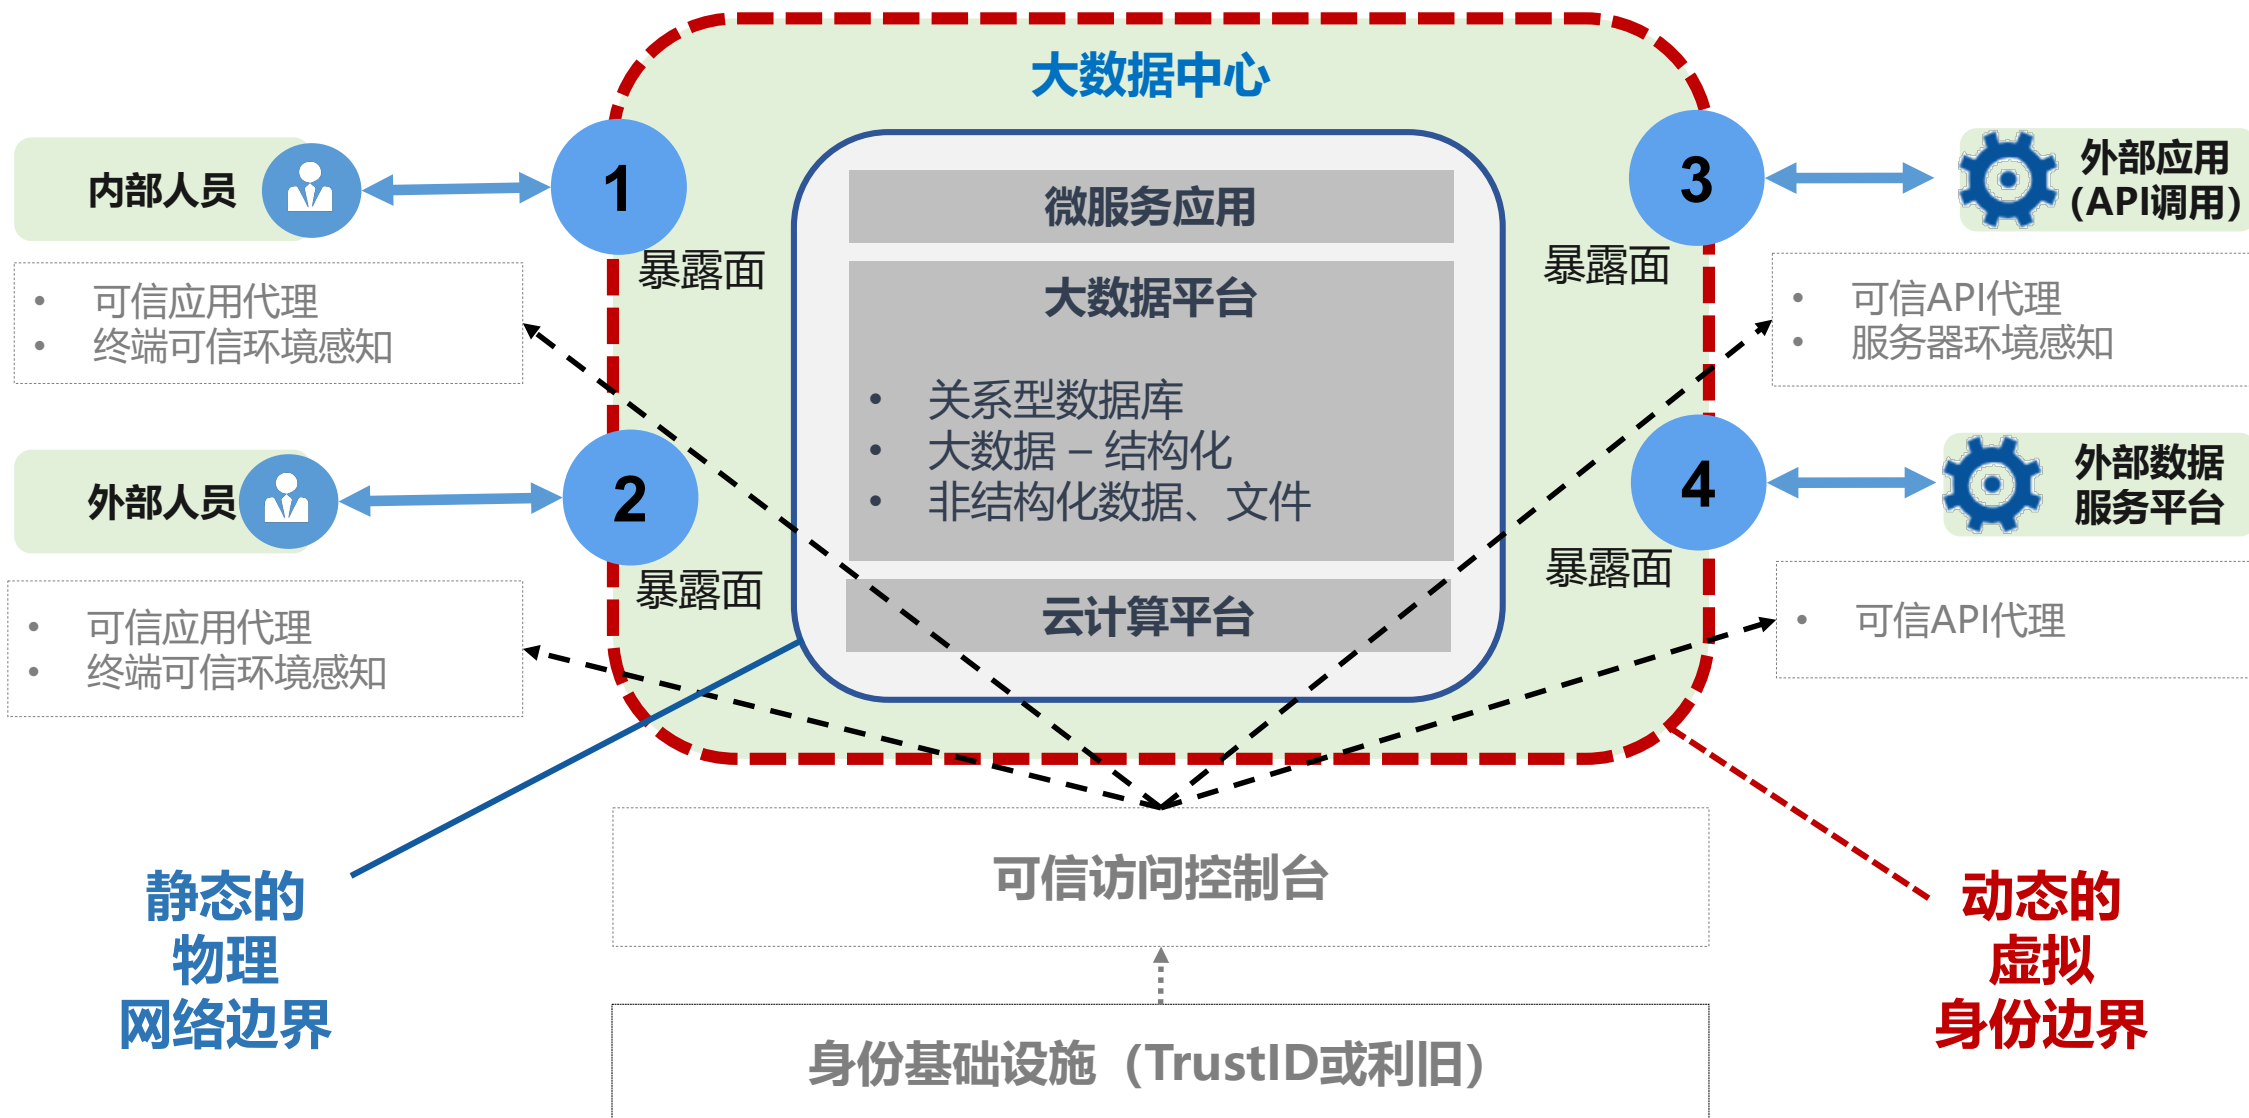 大数据中心
内部人员
1
暴露面
• 可信应用代理
• 终端可信环境感知
外部人员
2
暴露面
• 可信应用代理
• 终端可信环境感知
微服务应用
大数据平台
• 关系型数据库
• 大数据 – 结构化
• 非结构化数据、文件
云计算平台
3
暴露面
外部应用
（API调用）
• 可信API代理
• 服务器环境感知
4
暴露面
外部数据
服务平台
• 可信API代理
可信访问控制台
身份基础设施（TrustID或利旧）
静态的
物理
网络边界
动态的
虚拟
身份边界